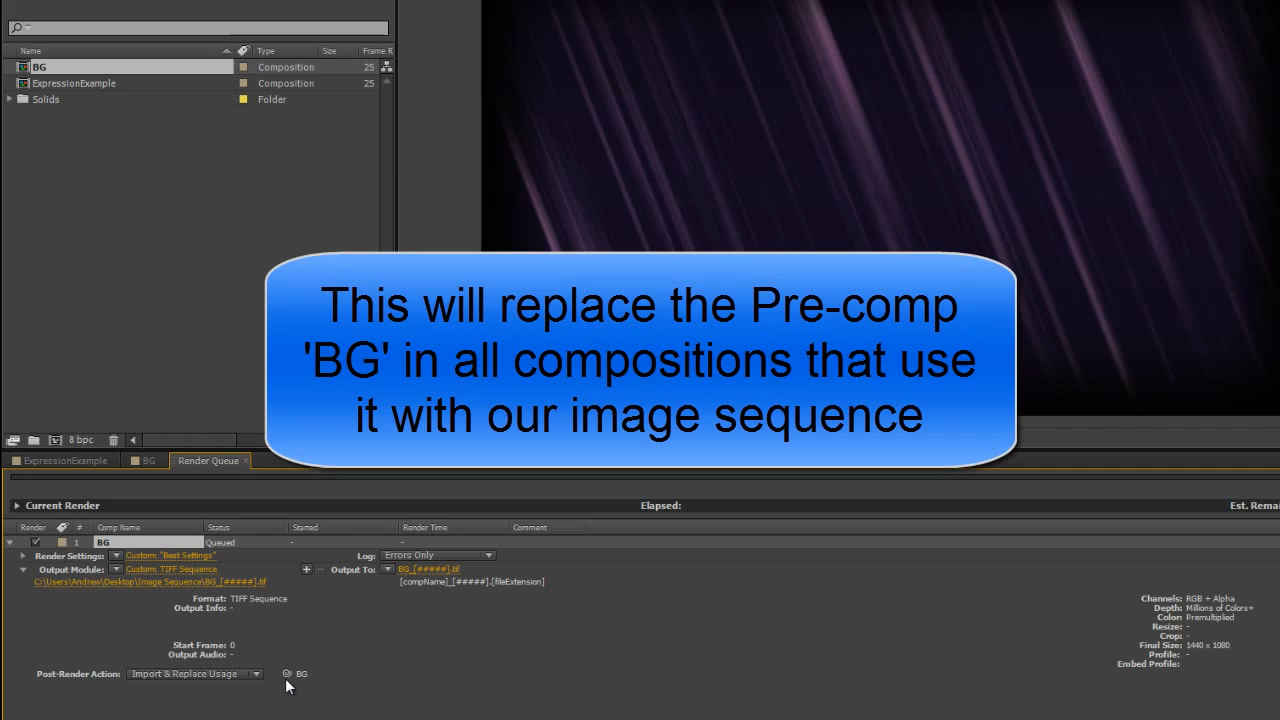 Name Type Size Frame R
BG Composition 25
ExpressionExample Composition 25
Solids Folder
This will replace the Pre-comp
'BG' in all compositions that use
it with our image sequence
8 bpc
ExpressionExample BG Render Queue ×
Current Render Elapsed: Est. Remai
Render # Comp Name Status Started Render Time Comment
1 BG Queued - -
Render Settings: Custom: "Best Settings" Log: Errors Only
Output Module: Custom: TIFF Sequence + – Output To: BG_[#####].tif
C:\Users\Andrew\Desktop\Image Sequence\BG_[#####].tif [compName]_[#####].[fileExtension]
Format: TIFF Sequence Channels: RGB + Alpha
Output Info: - Depth: Millions of Colors+
Color: Premultiplied
Resize: -
Crop: -
Start Frame: 0 Final Size: 1440 x 1080
Output Audio: - Profile: -
Embed Profile:
Post-Render Action: Import & Replace Usage BG